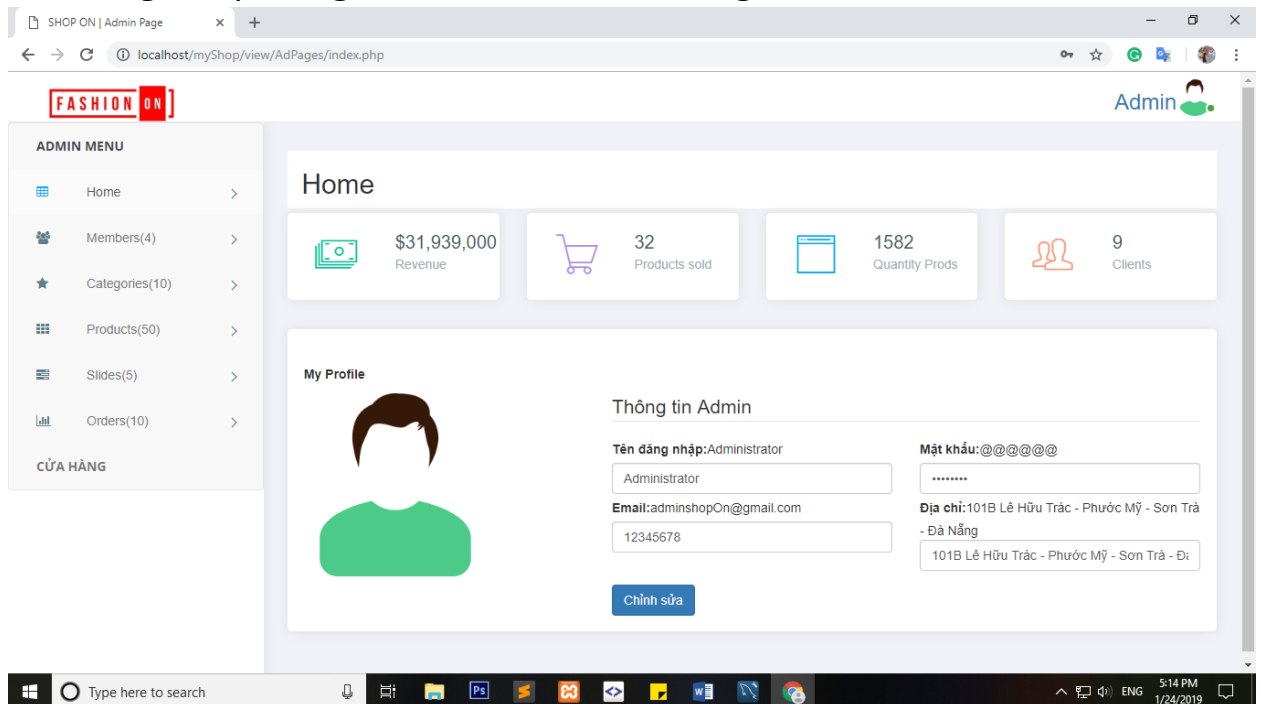 SHOP ON | Admin Page
localhost/myShop/view/AdPages/index.php
FASHION ON
Admin
ADMIN MENU
Home
Members(4)
Categories(10)
Products(50)
Slides(5)
Orders(10)
CỬA HÀNG
Home
$31,939,000
Revenue
32
Products sold
1582
Quantity Prods
9
Clients
My Profile
Thông tin Admin
Tên đăng nhập:Administrator
Administrator
Mật khẩu:@@@@@@
••••••••
Email:adminshopOn@gmail.com
12345678
Địa chỉ:101B Lê Hữu Trác - Phước Mỹ - Sơn Trà
- Đà Nẵng
101B Lê Hữu Trác - Phước Mỹ - Sơn Trà - Đà
Chỉnh sửa
Type here to search
Ps
ENG
5:14 PM
1/24/2019